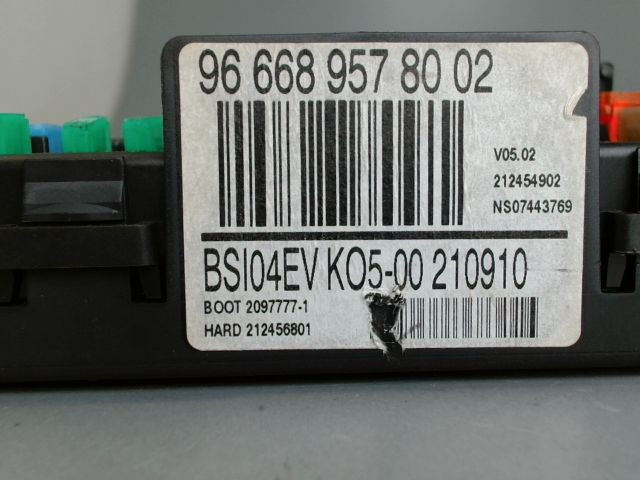 96 668 957 80 02
V05.02
212454902
NS07443769
BSI04EV KO5-00 210910
BOOT 2097777-1
HARD 212456801